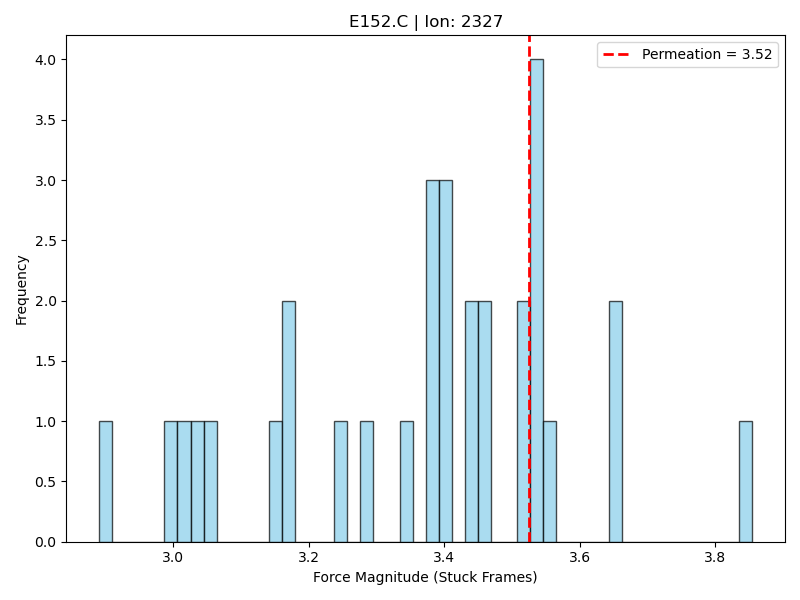 E152.C | Ion: 2327
Permeation = 3.52
4.0
3.5
3.0
2.5
2.0
1.5
1.0
0.5
0.0
Frequency
3.0 3.2 3.4 3.6 3.8
Force Magnitude (Stuck Frames)